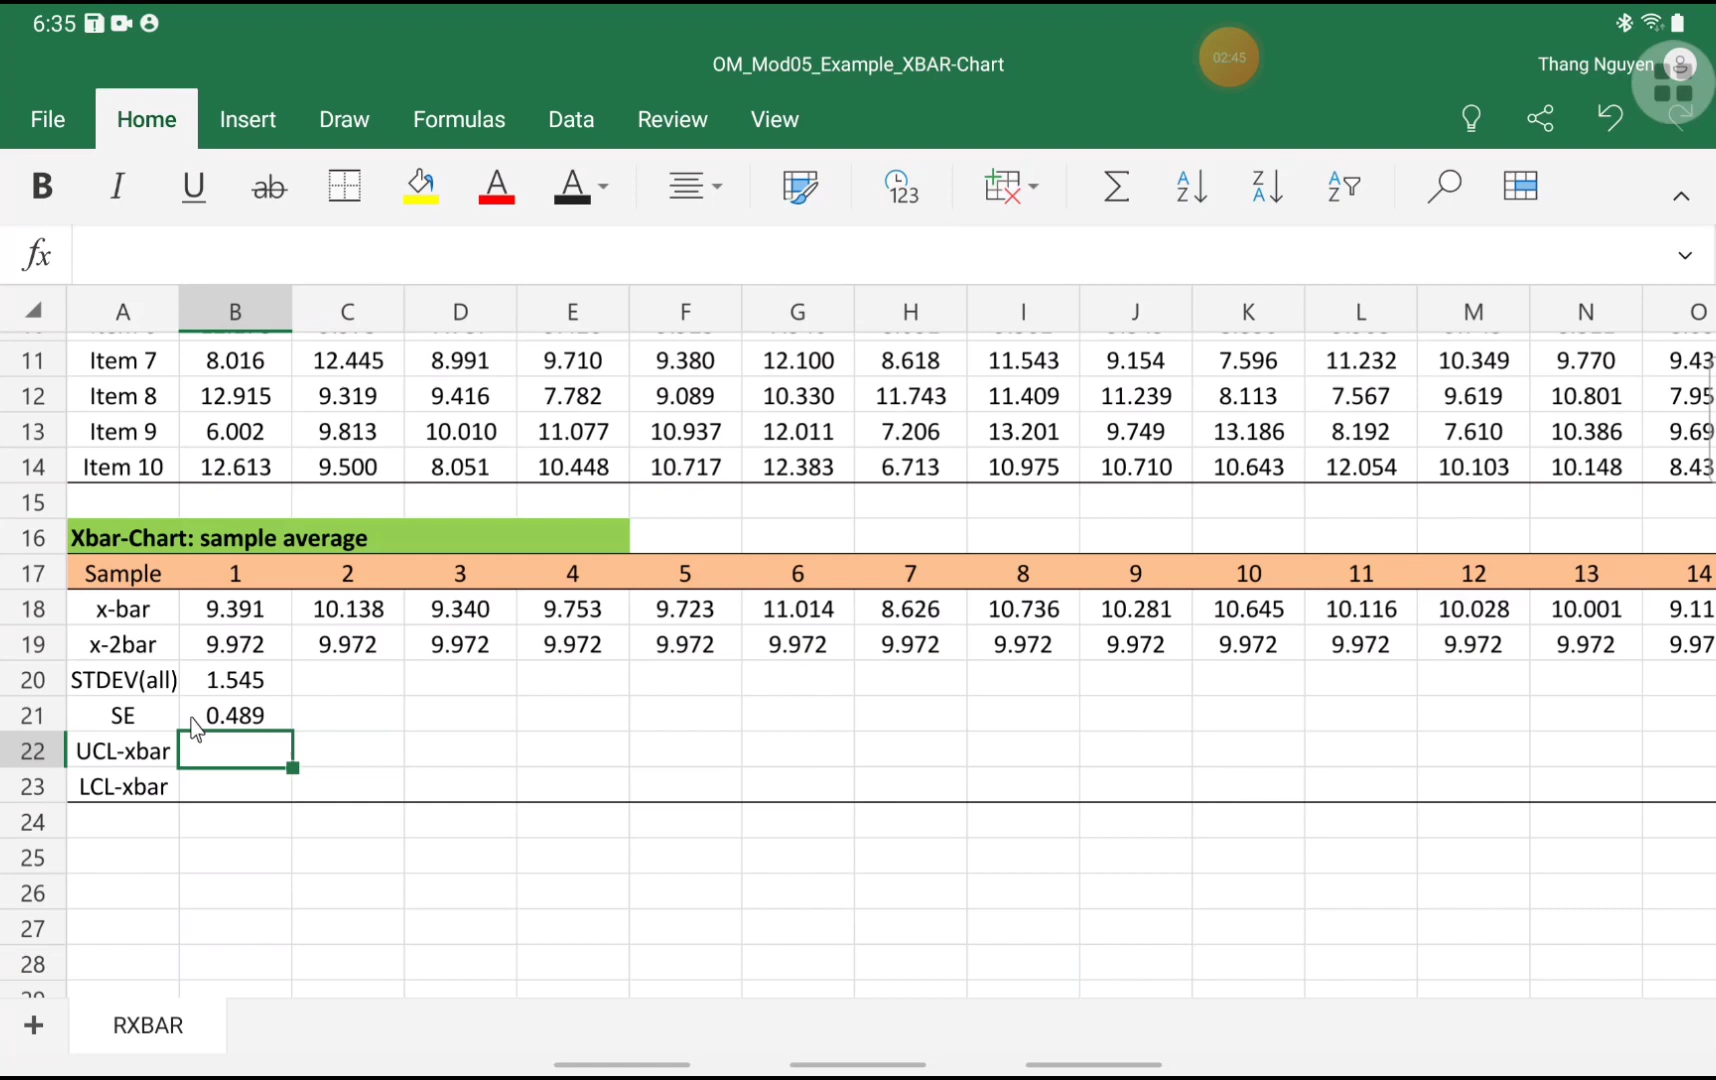 6:35
02:45
OM_Mod05_Example_XBAR-Chart
Thang Nguyen
File Home Insert Draw Formulas Data Review View
B I U ab A A 123 Σ A Z Z A A Z
fx
A B C D E F G H I J K L M N O
11 Item 7 8.016 12.445 8.991 9.710 9.380 12.100 8.618 11.543 9.154 7.596 11.232 10.349 9.770 9.43
12 Item 8 12.915 9.319 9.416 7.782 9.089 10.330 11.743 11.409 11.239 8.113 7.567 9.619 10.801 7.95
13 Item 9 6.002 9.813 10.010 11.077 10.937 12.011 7.206 13.201 9.749 13.186 8.192 7.610 10.386 9.69
14 Item 10 12.613 9.500 8.051 10.448 10.717 12.383 6.713 10.975 10.710 10.643 12.054 10.103 10.148 8.43
15
16 Xbar-Chart: sample average
17 Sample 1 2 3 4 5 6 7 8 9 10 11 12 13 14
18 x-bar 9.391 10.138 9.340 9.753 9.723 11.014 8.626 10.736 10.281 10.645 10.116 10.028 10.001 9.11
19 x-2bar 9.972 9.972 9.972 9.972 9.972 9.972 9.972 9.972 9.972 9.972 9.972 9.972 9.972 9.97
20 STDEV(all) 1.545
21 SE 0.489
22 UCL-xbar
23 LCL-xbar
24
25
26
27
28
RXBAR